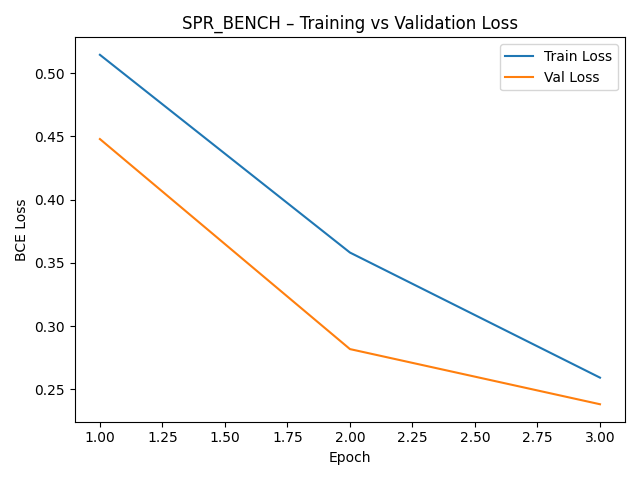 SPR_BENCH – Training vs Validation Loss
Train Loss
Val Loss
BCE Loss
0.50
0.45
0.40
0.35
0.30
0.25
1.00 1.25 1.50 1.75 2.00 2.25 2.50 2.75 3.00
Epoch